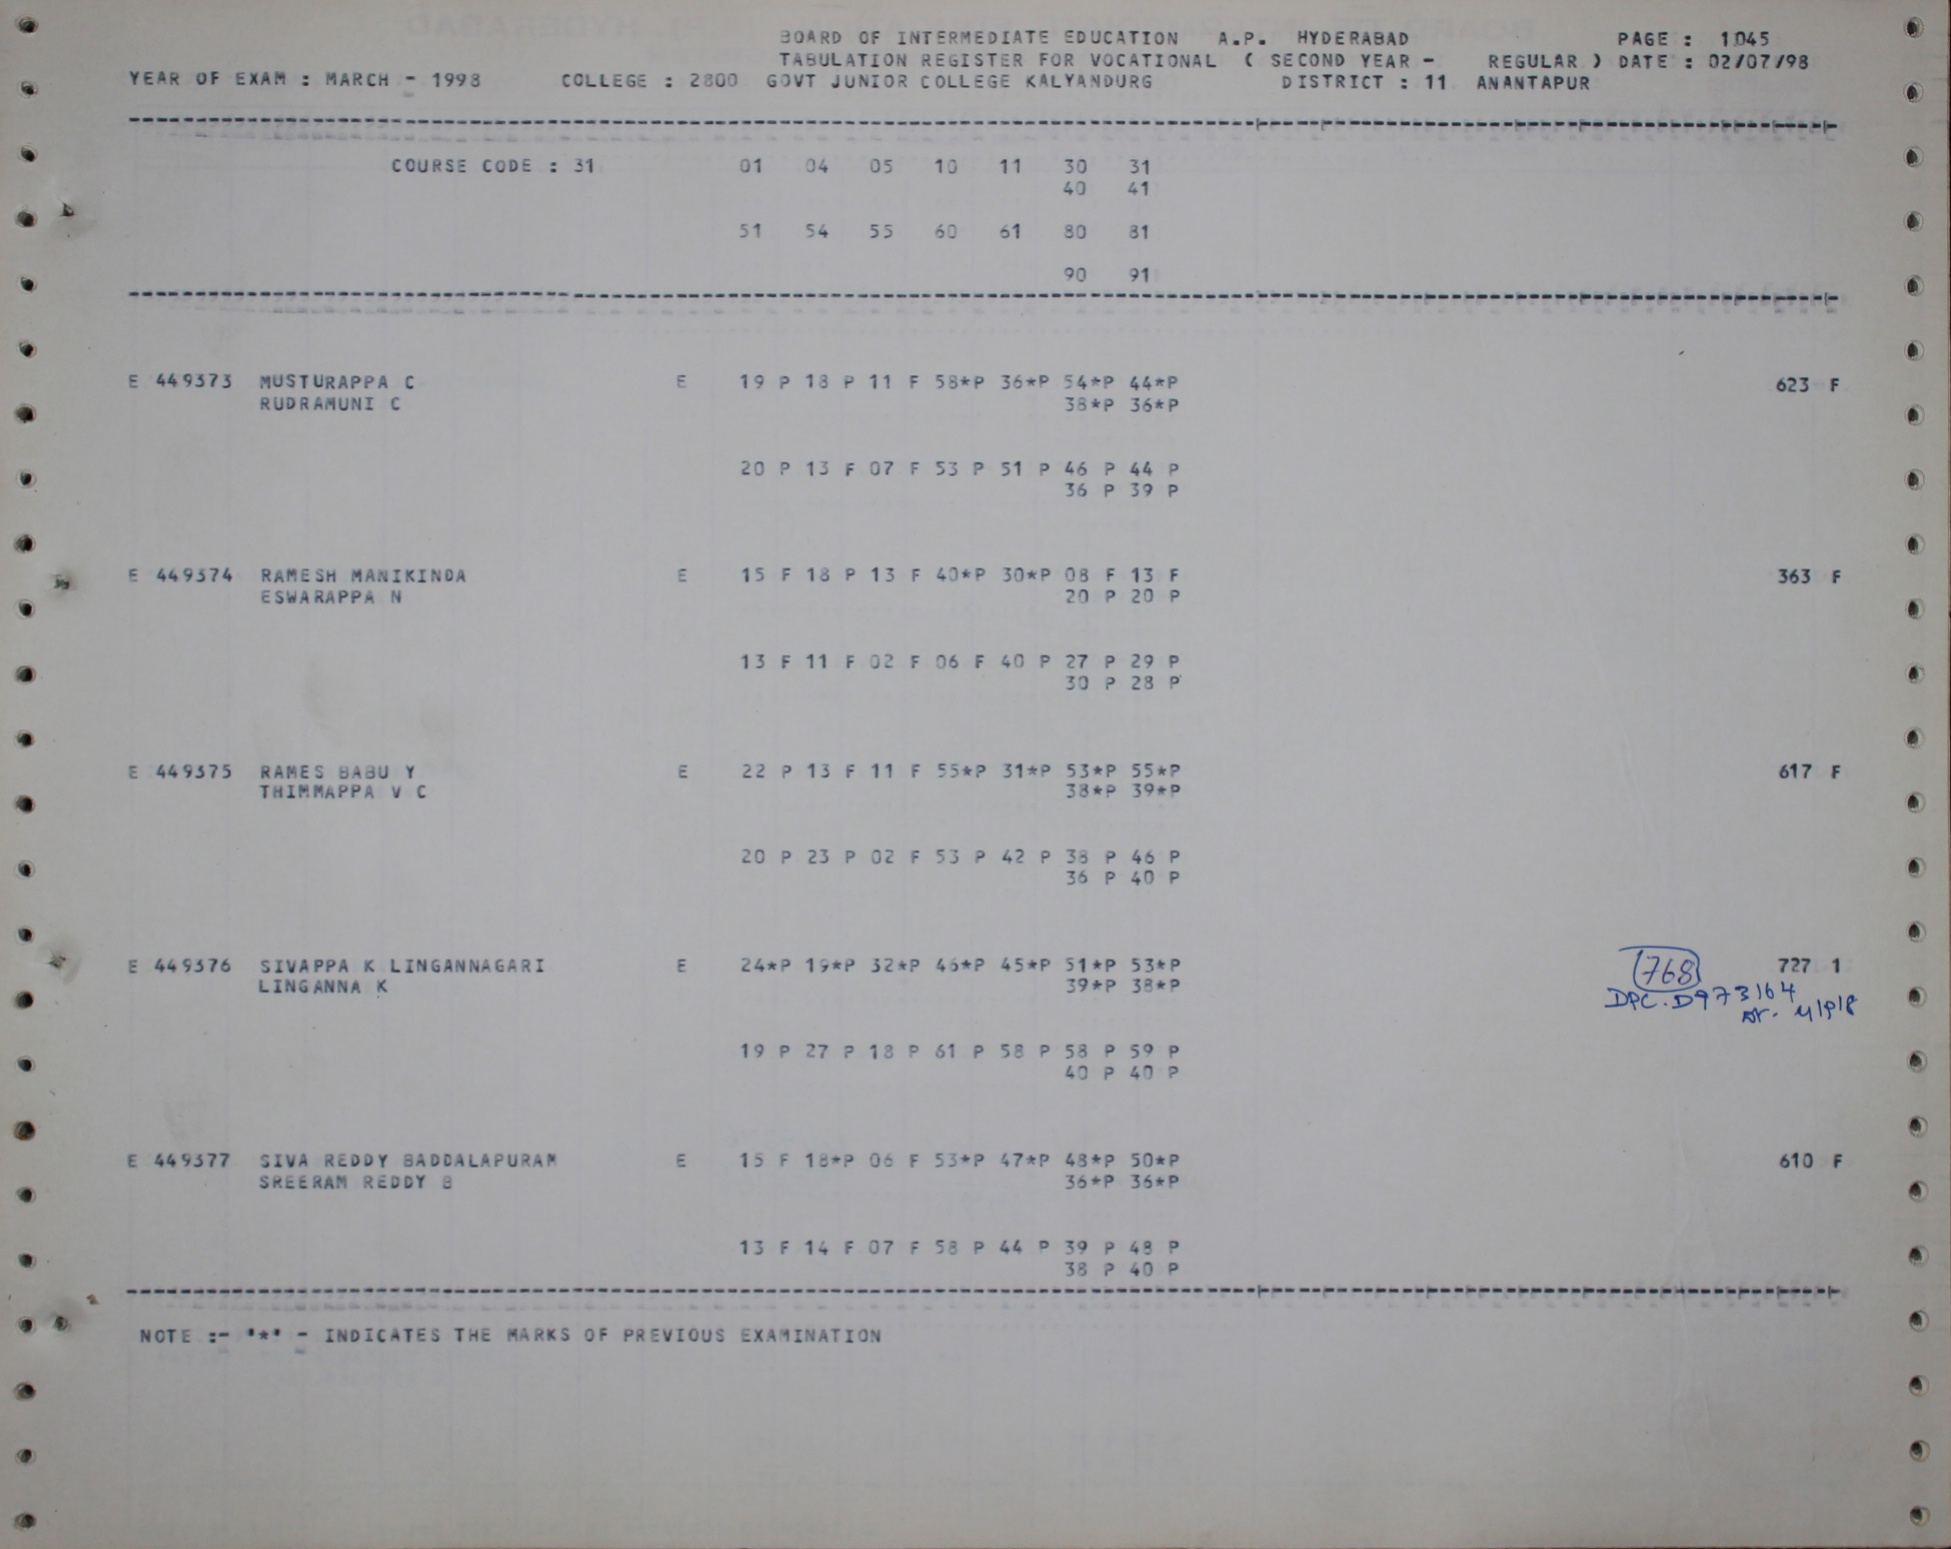 BOARD OF INTERMEDIATE EDUCATION A.P. HYDERABAD PAGE : 1045
TABULATION REGISTER FOR VOCATIONAL ( SECOND YEAR - REGULAR ) DATE : 02/07/98
YEAR OF EXAM : MARCH - 1998 COLLEGE : 2800 GOVT JUNIOR COLLEGE KALYANDURG DISTRICT : 11 ANANTAPUR
COURSE CODE : 31 01 04 05 10 11 30 31
40 41
51 54 55 60 61 80 81
90 91
E 449373 MUSTURAPPA C E 19 P 18 P 11 F 58*P 36*P 54*P 44*P 623 F
RUDRAMUNI C 38*P 36*P
20 P 13 F 07 F 53 P 51 P 46 P 44 P
36 P 39 P
E 449374 RAMESH MANIKINDA E 15 F 18 P 13 F 40*P 30*P 08 F 13 F 363 F
ESWARAPPA N 20 P 20 P
13 F 11 F 02 F 06 F 40 P 27 P 29 P
30 P 28 P
E 449375 RAMES BABU Y E 22 P 13 F 11 F 55*P 31*P 53*P 55*P 617 F
THIMMAPPA V C 38*P 39*P
20 P 23 P 02 F 53 P 42 P 38 P 46 P
36 P 40 P
E 449376 SIVAPPA K LINGANNAGARI E 24*P 19*P 32*P 46*P 45*P 51*P 53*P 768 727 1
LINGANNA K 39*P 38*P
DPC. D973164
19 P 27 P 18 P 61 P 58 P 58 P 59 P
40 P 40 P
E 449377 SIVA REDDY BADDALAPURAM E 15 F 18*P 06 F 53*P 47*P 48*P 50*P 610 F
SREERAM REDDY B 36*P 36*P
13 F 14 F 07 F 58 P 44 P 39 P 48 P
38 P 40 P
NOTE :- '*' - INDICATES THE MARKS OF PREVIOUS EXAMINATION